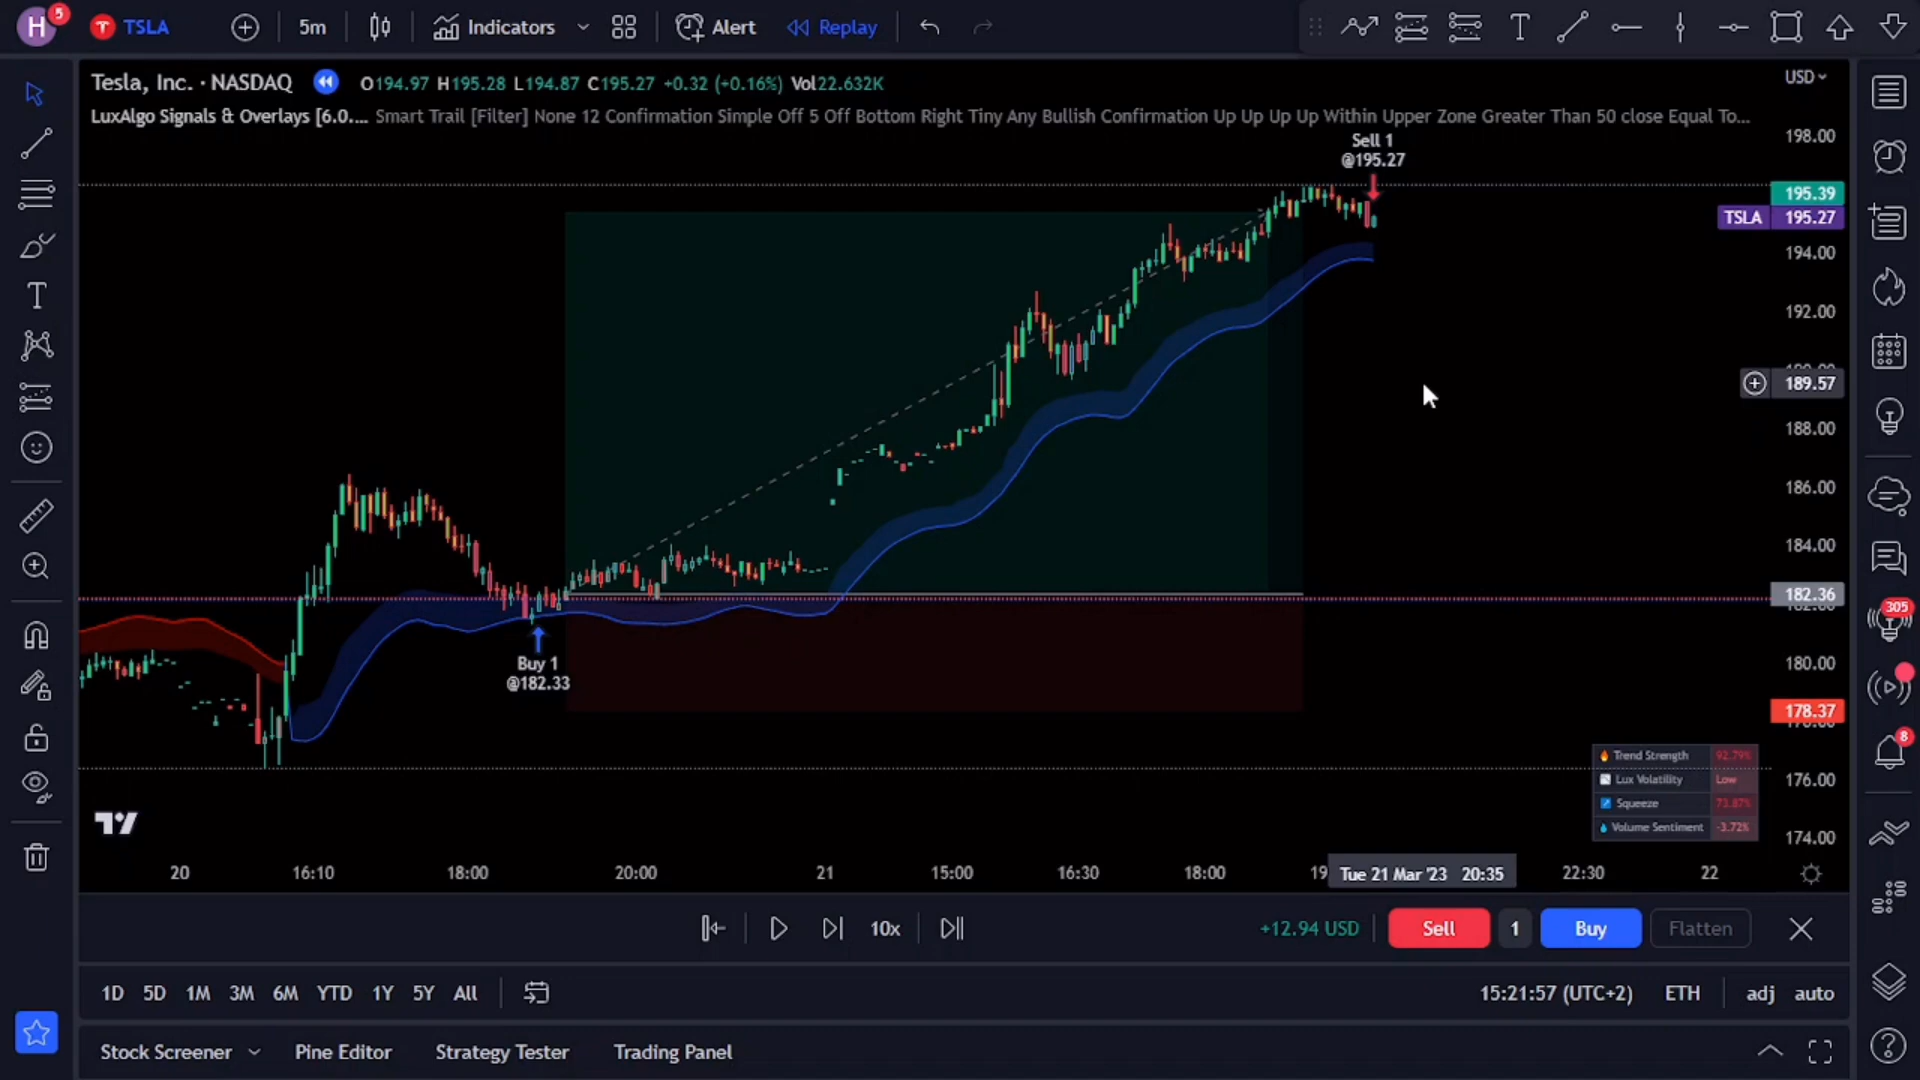 H 5 TSLA 5m Indicators Alert Replay
Tesla, Inc. · NASDAQ O194.97 H195.28 L194.87 C195.27 +0.32 (+0.16%) Vol22.632K USD
LuxAlgo Signals & Overlays [6.0.... Smart Trail [Filter] None 12 Confirmation Simple Off 5 Off Bottom Right Tiny Any Bullish Confirmation Up Up Up Up Within Upper Zone Greater Than 50 close Equal To...
198.00
Sell 1
@195.27
195.39
TSLA 195.27
194.00
192.00
189.57
188.00
186.00
184.00
182.36
Buy 1
@182.33
180.00
178.37
Trend Strength 92.79%
Lux Volatility Low
Squeeze 73.87%
Volume Sentiment -3.72%
176.00
174.00
305
8
20 16:10 18:00 20:00 21 15:00 16:30 18:00 19 Tue 21 Mar '23 20:35 22:30 22
10x +12.94 USD Sell 1 Buy Flatten
1D 5D 1M 3M 6M YTD 1Y 5Y All 15:21:57 (UTC+2) ETH adj auto
Stock Screener Pine Editor Strategy Tester Trading Panel